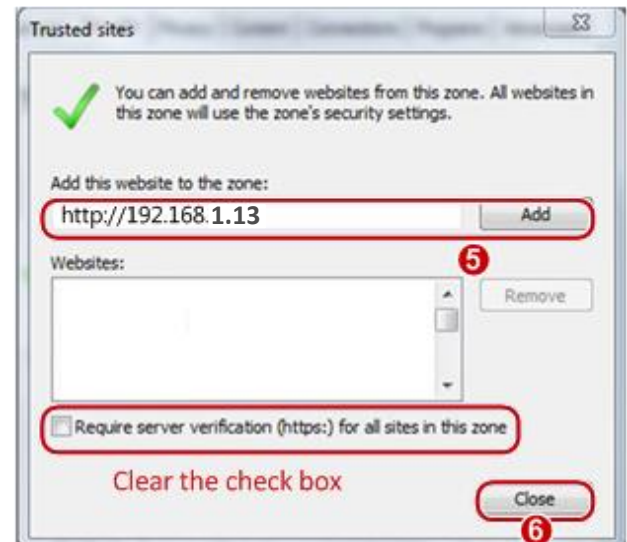 Trusted sites
You can add and remove websites from this zone. All websites in
this zone will use the zone's security settings.
Add this website to the zone:
http://192.168.1.13
Add
5
Websites:
Remove
Require server verification (https:) for all sites in this zone
Clear the check box
Close
6